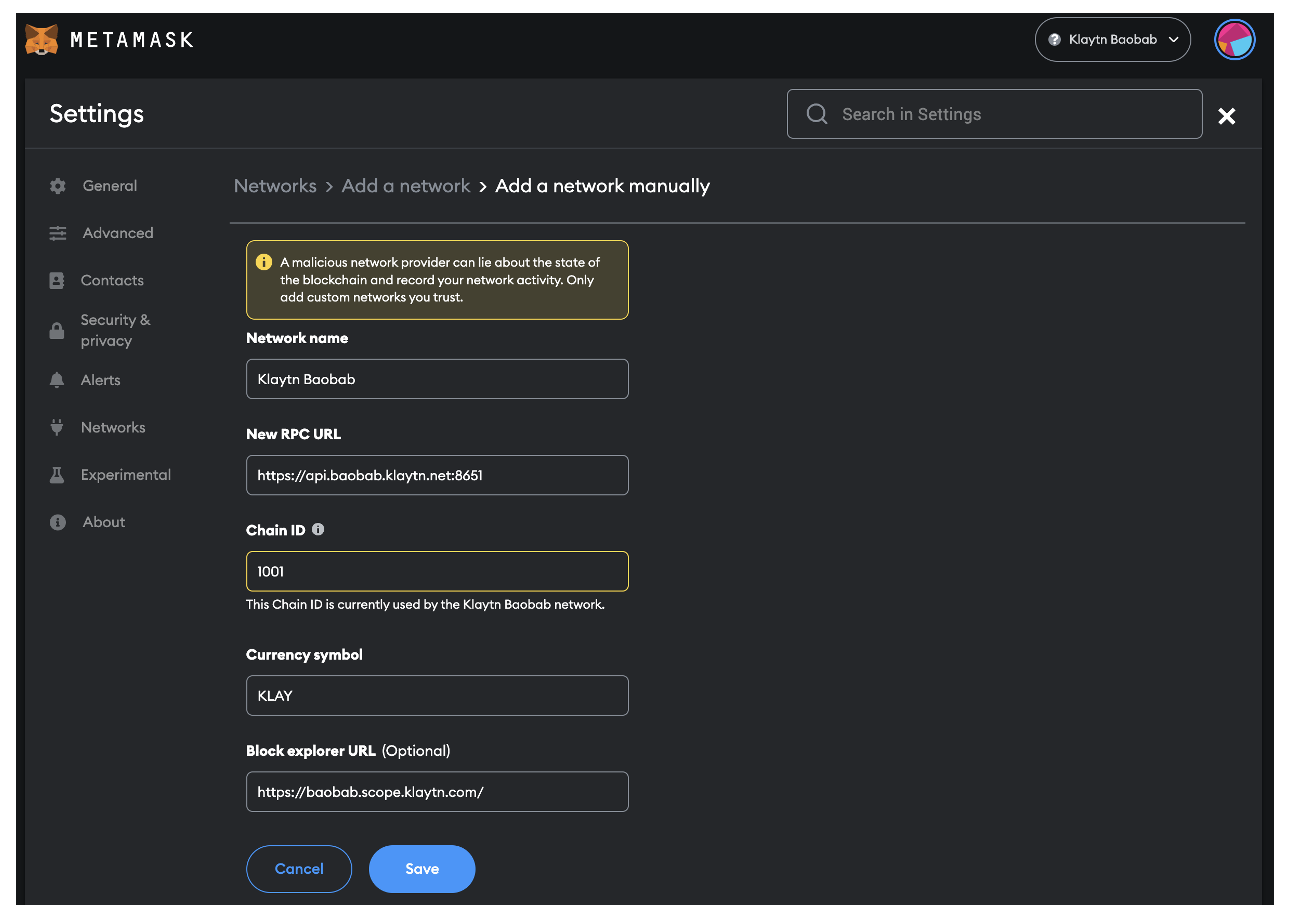 METAMASK
Klaytn Baobab
Settings
Search in Settings
General
Advanced
Contacts
Security &
privacy
Alerts
Networks
Experimental
About
Networks > Add a network > Add a network manually
A malicious network provider can lie about the state of
the blockchain and record your network activity. Only
add custom networks you trust.
Network name
Klaytn Baobab
New RPC URL
https://api.baobab.klaytn.net:8651
Chain ID
1001
This Chain ID is currently used by the Klaytn Baobab network.
Currency symbol
KLAY
Block explorer URL (Optional)
https://baobab.scope.klaytn.com/
Cancel
Save